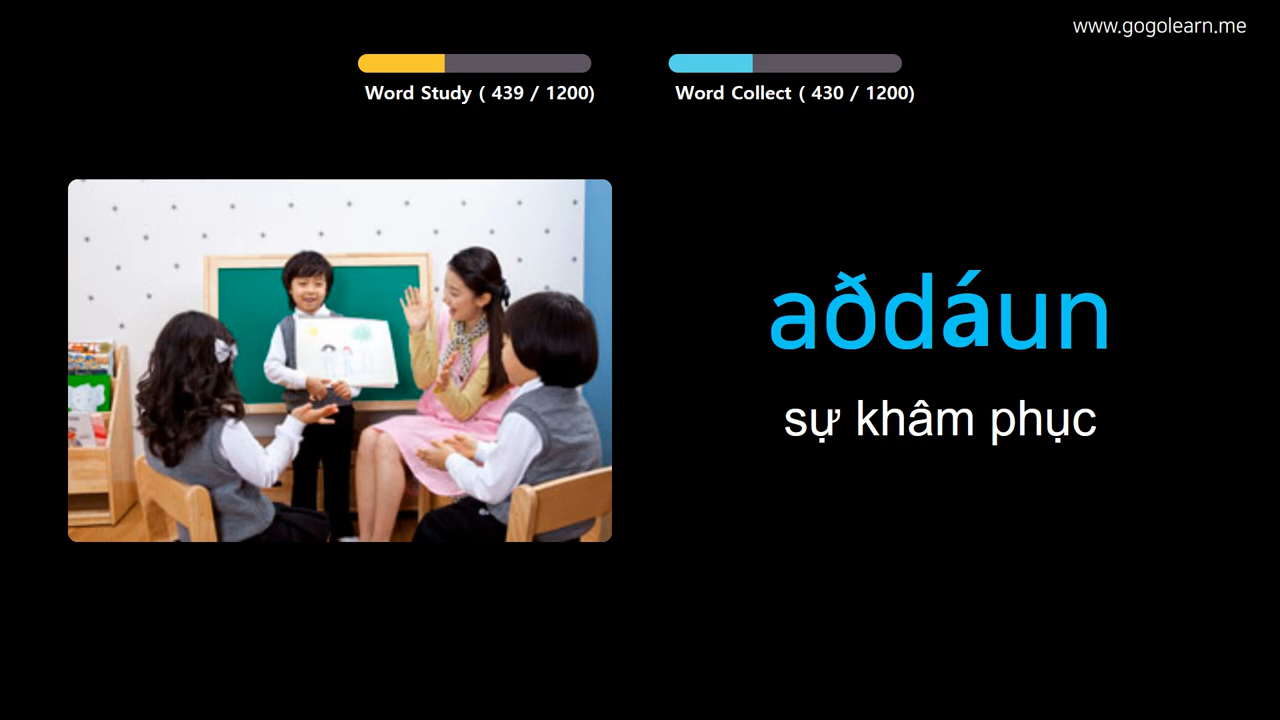 www.gogolearn.me
Word Study ( 439 / 1200)
Word Collect ( 430 / 1200)
aðdáun
sự khâm phục